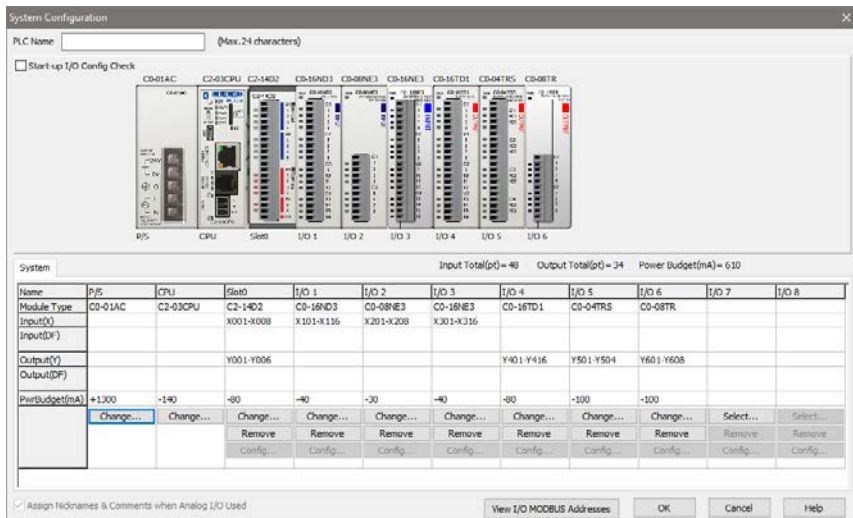 System Configuration
PLC Name (Max. 24 characters)
Start-up I/O Config Check
C0-01AC C2-03CPU C2-14D2 C0-16ND3 C0-08NE3 C0-16NE3 C0-16TD1 C0-04TRS C0-08TR
P/S CPU Slot0 I/O 1 I/O 2 I/O 3 I/O 4 I/O 5 I/O 6
System Input Total(pt)= 48 Output Total(pt)= 34 Power Budget(mA)= 610
Name P/S CPU Slot0 I/O 1 I/O 2 I/O 3 I/O 4 I/O 5 I/O 6 I/O 7 I/O 8
Module Type C0-01AC C2-03CPU C2-14D2 C0-16ND3 C0-08NE3 C0-16NE3 C0-16TD1 C0-04TRS C0-08TR
Input(X) X001-X008 X101-X116 X201-X208 X301-X316
Input(DF)
Output(Y) Y001-Y006 Y401-Y416 Y501-Y504 Y601-Y608
Output(DF)
PwrBudget(mA) +1300 -140 -80 -40 -30 -40 -80 -100 -100
Change... Change... Change... Change... Change... Change... Change... Change... Change... Select... Select...
Remove Remove Remove Remove Remove Remove Remove Remove Remove
Config... Config... Config... Config... Config... Config... Config... Config... Config...
Assign Nicknames & Comments when Analog I/O Used View I/O MODBUS Addresses OK Cancel Help